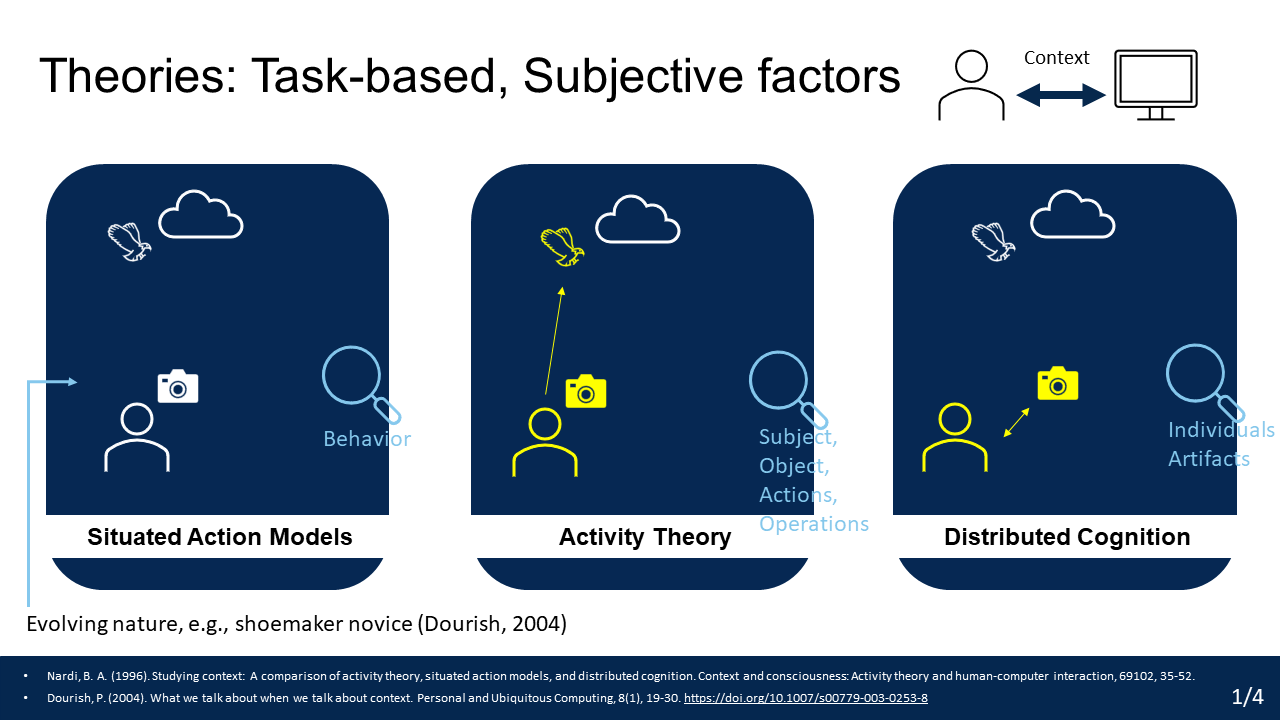 Theories: Task-based, Subjective factors
Context
Behavior
Subject,
Object,
Actions,
Operations
Individuals
Artifacts
Situated Action Models
Activity Theory
Distributed Cognition
Evolving nature, e.g., shoemaker novice (Dourish, 2004)
• Nardi, B. A. (1996). Studying context: A comparison of activity theory, situated action models, and distributed cognition. Context and consciousness: Activity theory and human-computer interaction, 69102, 35-52.
• Dourish, P. (2004). What we talk about when we talk about context. Personal and Ubiquitous Computing, 8(1), 19-30. https://doi.org/10.1007/s00779-003-0253-8
1/4